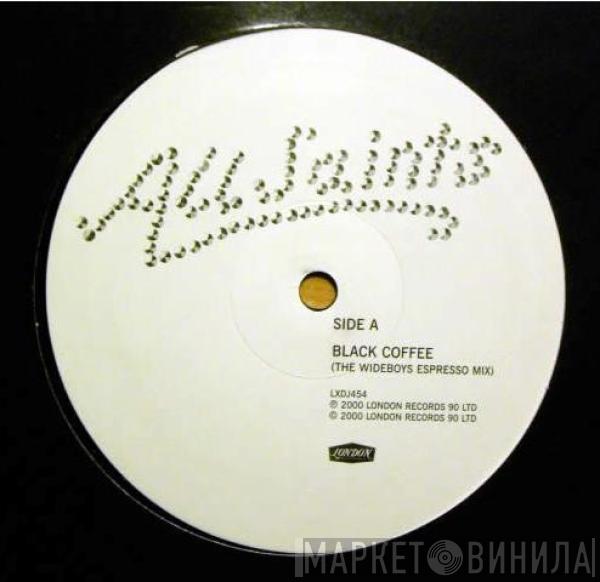 All Saints
SIDE A
BLACK COFFEE
(THE WIDEBOYS ESPRESSO MIX)
LXDJ454
℗ 2000 LONDON RECORDS 90 LTD
© 2000 LONDON RECORDS 90 LTD
LONDON
МАРКЕТ ВИНИЛА